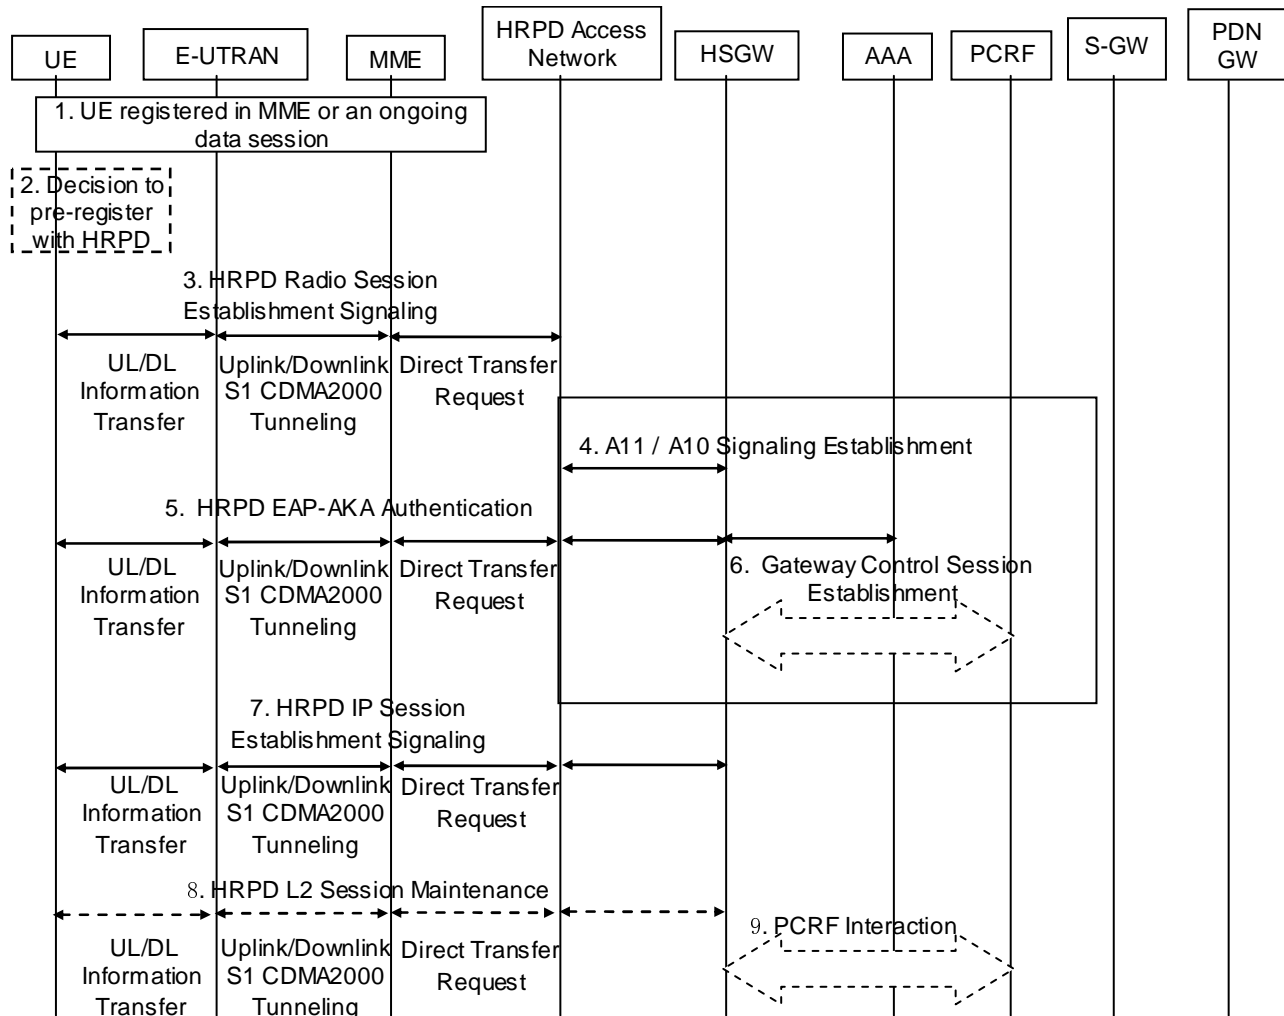 UE
E-UTRAN
MME
HRPD Access
Network
HSGW
AAA
PCRF
S-GW
PDN
GW
1. UE registered in MME or an ongoing
data session
2. Decision to
pre-register
with HRPD
3. HRPD Radio Session
Establishment Signaling
UL/DL
Information
Transfer
Uplink/Downlink
S1 CDMA2000
Tunneling
Direct Transfer
Request
4. A11 / A10 Signaling Establishment
5. HRPD EAP-AKA Authentication
UL/DL
Information
Transfer
Uplink/Downlink
S1 CDMA2000
Tunneling
Direct Transfer
Request
6. Gateway Control Session
Establishment
7. HRPD IP Session
Establishment Signaling
UL/DL
Information
Transfer
Uplink/Downlink
S1 CDMA2000
Tunneling
Direct Transfer
Request
8. HRPD L2 Session Maintenance
UL/DL
Information
Transfer
Uplink/Downlink
S1 CDMA2000
Tunneling
Direct Transfer
Request
9. PCRF Interaction